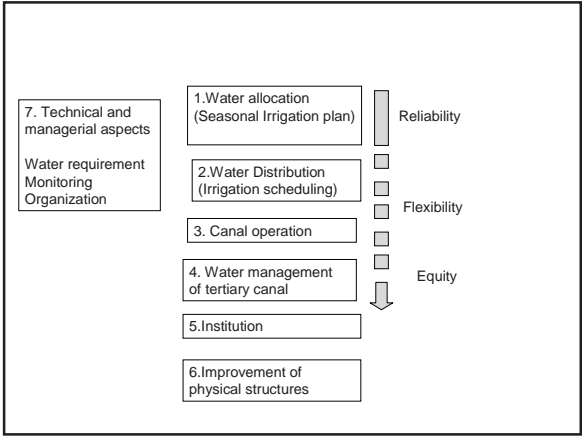 7. Technical and
managerial aspects
Water requirement
Monitoring
Organization
1.Water allocation
(Seasonal Irrigation plan)
2.Water Distribution
(Irrigation scheduling)
3. Canal operation
4. Water management
of tertiary canal
5.Institution
6.Improvement of
physical structures
Reliability
Flexibility
Equity